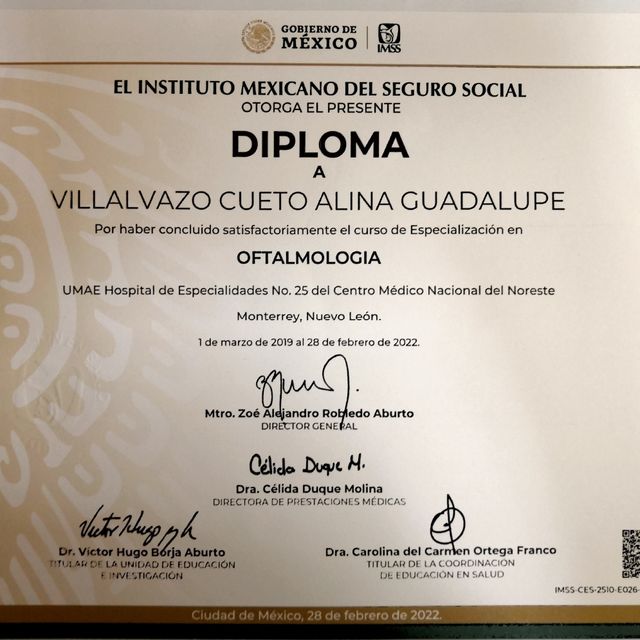 GOBIERNO DE
MÉXICO
IMSS
EL INSTITUTO MEXICANO DEL SEGURO SOCIAL
OTORGA EL PRESENTE
DIPLOMA
A
VILLALVAZO CUETO ALINA GUADALUPE
Por haber concluido satisfactoriamente el curso de Especialización en
OFTALMOLOGIA
UMAE Hospital de Especialidades No. 25 del Centro Médico Nacional del Noreste
Monterrey, Nuevo León.
1 de marzo de 2019 al 28 de febrero de 2022.
Mtro. Zoé Alejandro Robledo Aburto
DIRECTOR GENERAL
Célida Duque M.
Dra. Célida Duque Molina
DIRECTORA DE PRESTACIONES MÉDICAS
Dr. Víctor Hugo Borja Aburto
TITULAR DE LA UNIDAD DE EDUCACIÓN
E INVESTIGACIÓN
Dra. Carolina del Carmen Ortega Franco
TITULAR DE LA COORDINACIÓN
DE EDUCACIÓN EN SALUD
IMSS-CES-2510-E026-
Ciudad de México, 28 de febrero de 2022.